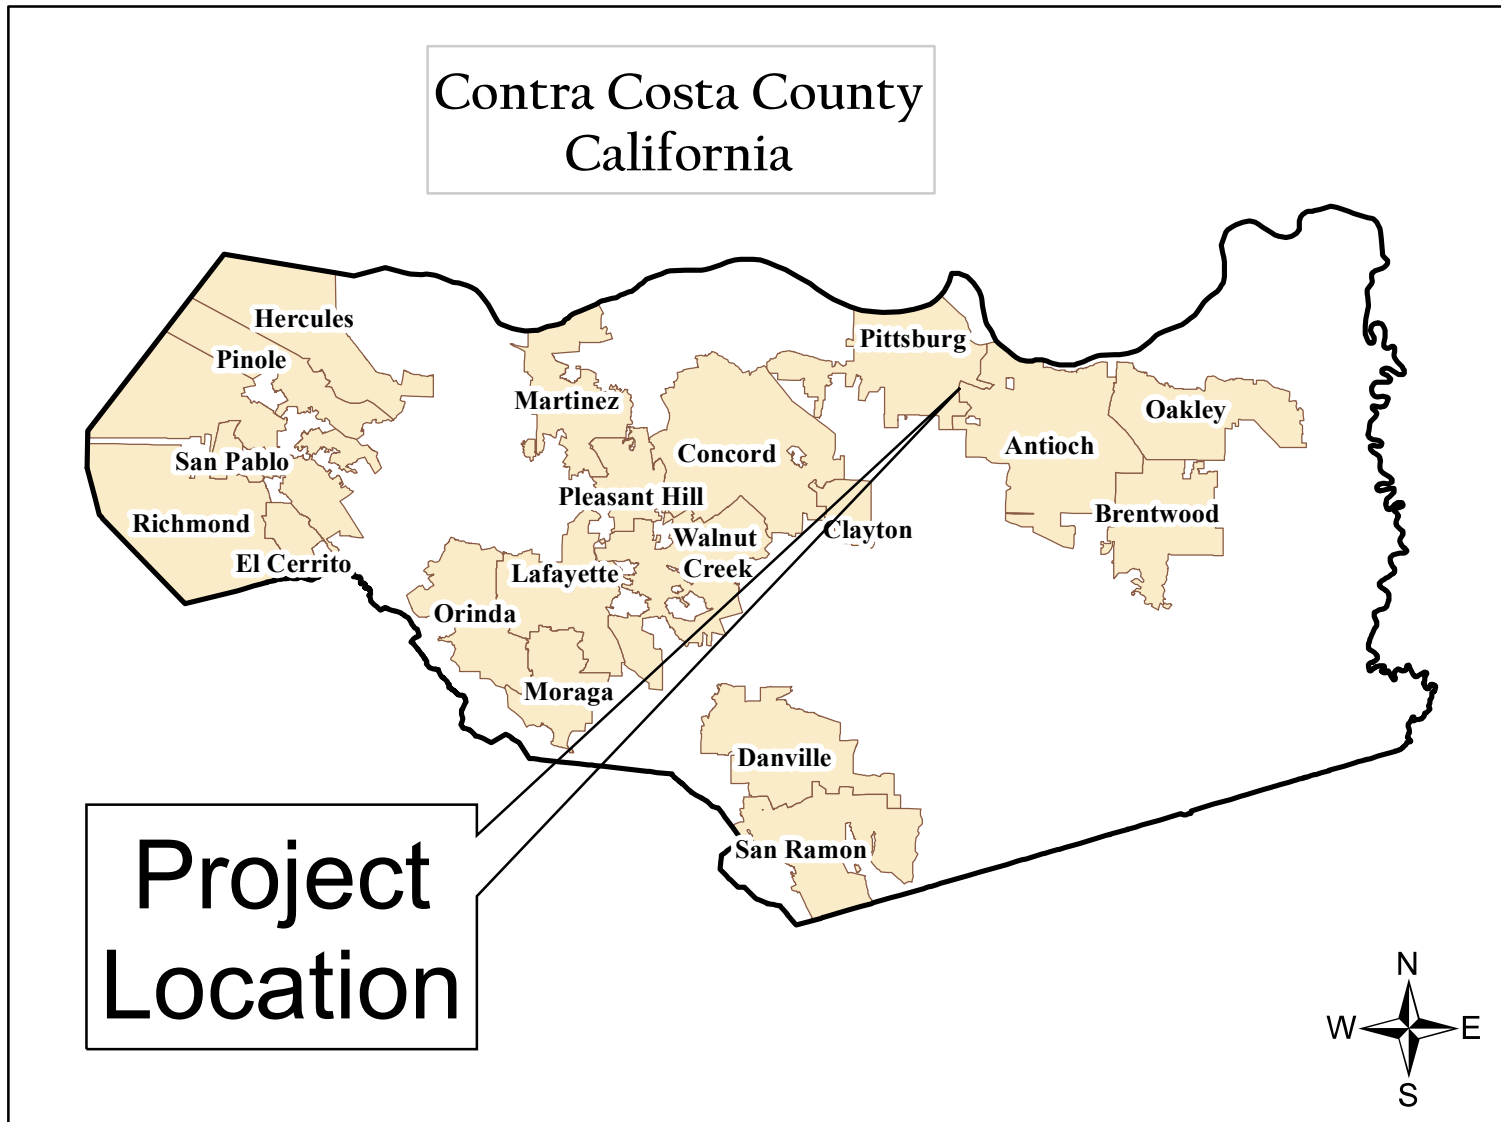 Contra Costa County
California
Hercules
Pinole
Pittsburg
Martinez
Oakley
Antioch
San Pablo
Concord
Pleasant Hill
Richmond
Brentwood
Walnut
Creek
Clayton
El Cerrito
Lafayette
Orinda
Moraga
Danville
San Ramon
Project
Location
N
W E
S